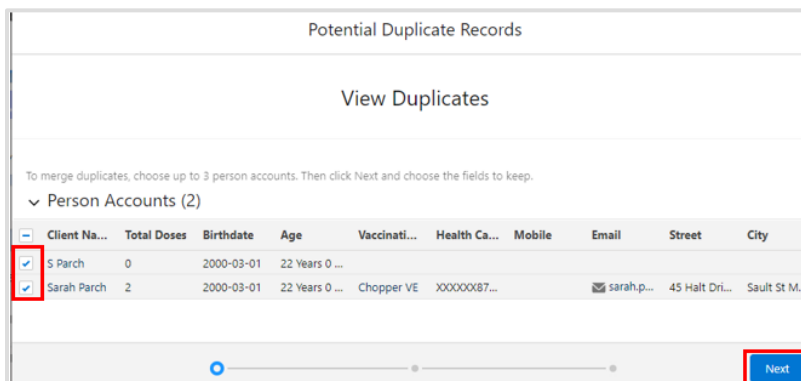 Potential Duplicate Records
View Duplicates
To merge duplicates, choose up to 3 person accounts. Then click Next and choose the fields to keep.
Person Accounts (2)
Client Na... Total Doses Birthdate Age Vaccinati... Health Ca... Mobile Email Street City
S Parch 0 2000-03-01 22 Years 0 ...
Sarah Parch 2 2000-03-01 22 Years 0 ... Chopper VE XXXXXX87... sarah.p... 45 Halt Dri... Sault St M.
Next